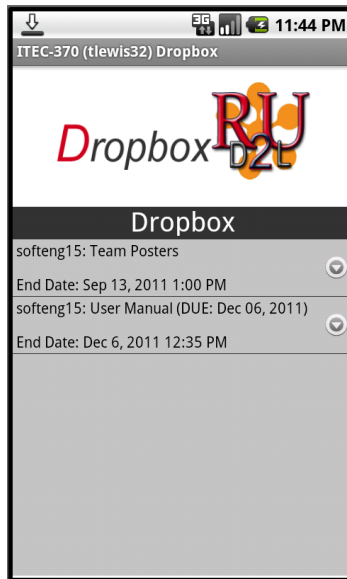 3G 11:44 PM
ITEC-370 (tlewis32) Dropbox
Dropbox RU
D2L
Dropbox
softeng15: Team Posters
End Date: Sep 13, 2011 1:00 PM
softeng15: User Manual (DUE: Dec 06, 2011)
End Date: Dec 6, 2011 12:35 PM